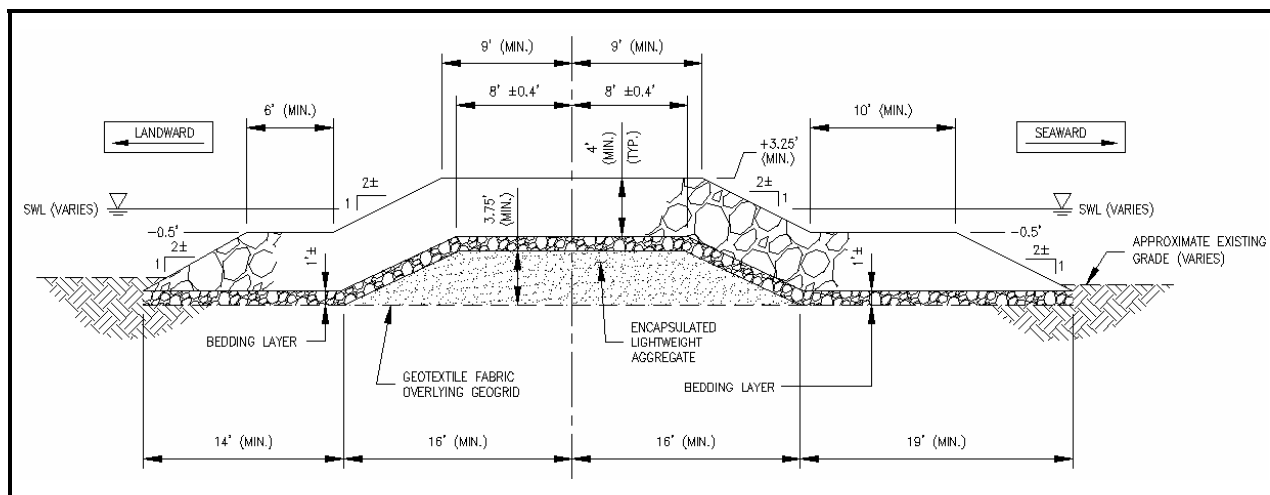 9' (MIN.)
9' (MIN.)
8' ±0.4'
8' ±0.4'
6' (MIN.)
10' (MIN.)
LANDWARD
SEAWARD
4'
(MIN.)
(TYP.)
+3.25'
(MIN.)
2±
1
2±
1
SWL (VARIES)
SWL (VARIES)
3.75'
(MIN.)
-0.5'
-0.5'
2±
1
2±
1
APPROXIMATE EXISTING
GRADE (VARIES)
1'±
1'±
BEDDING LAYER
ENCAPSULATED
LIGHTWEIGHT
AGGREGATE
GEOTEXTILE FABRIC
OVERLYING GEOGRID
BEDDING LAYER
14' (MIN.)
16' (MIN.)
16' (MIN.)
19' (MIN.)